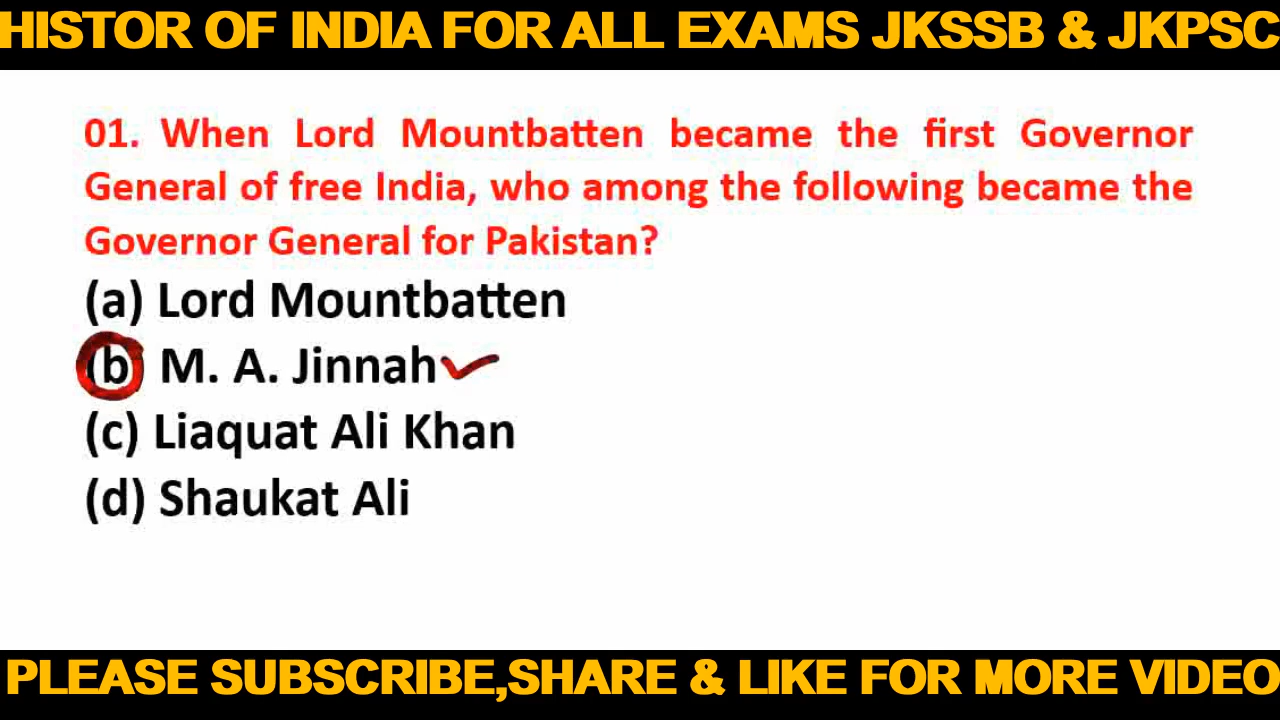 HISTOR OF INDIA FOR ALL EXAMS JKSSB & JKPSC
01. When Lord Mountbatten became the first Governor
General of free India, who among the following became the
Governor General for Pakistan?
(a) Lord Mountbatten
(b) M. A. Jinnah
(c) Liaquat Ali Khan
(d) Shaukat Ali
PLEASE SUBSCRIBE,SHARE & LIKE FOR MORE VIDEO